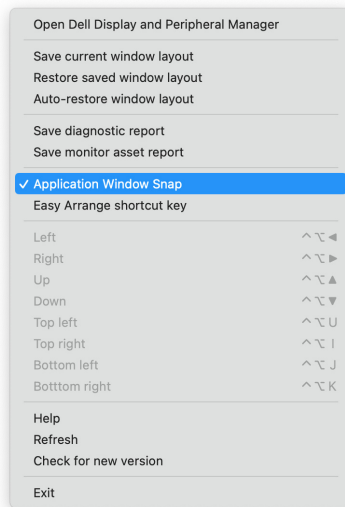 Open Dell Display and Peripheral Manager
Save current window layout
Restore saved window layout
Auto-restore window layout
Save diagnostic report
Save monitor asset report
✓ Application Window Snap
Easy Arrange shortcut key
Left ^⌥◀
Right ^⌥▶
Up ^⌥▲
Down ^⌥▼
Top left ^⌥U
Top right ^⌥I
Bottom left ^⌥J
Botttom right ^⌥K
Help
Refresh
Check for new version
Exit